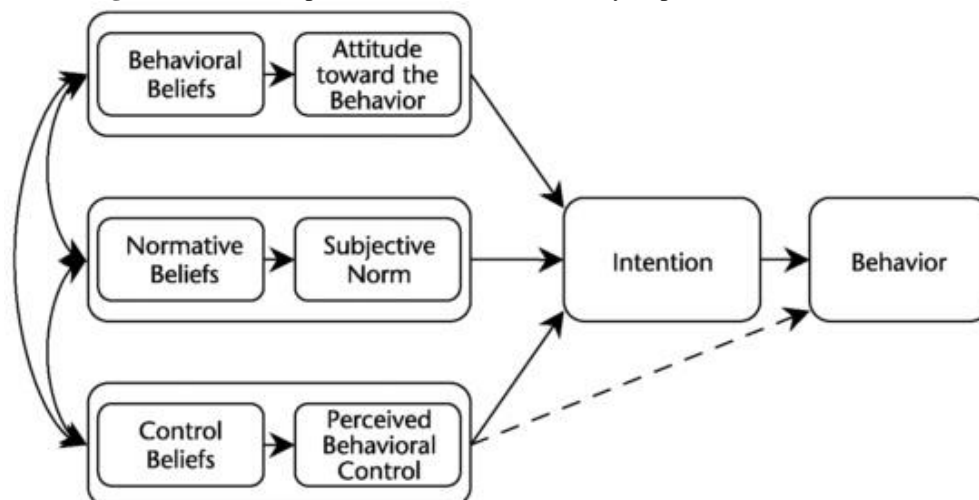 Behavioral
Beliefs
Attitude
toward the
Behavior
Normative
Beliefs
Subjective
Norm
Intention
Behavior
Control
Beliefs
Perceived
Behavioral
Control